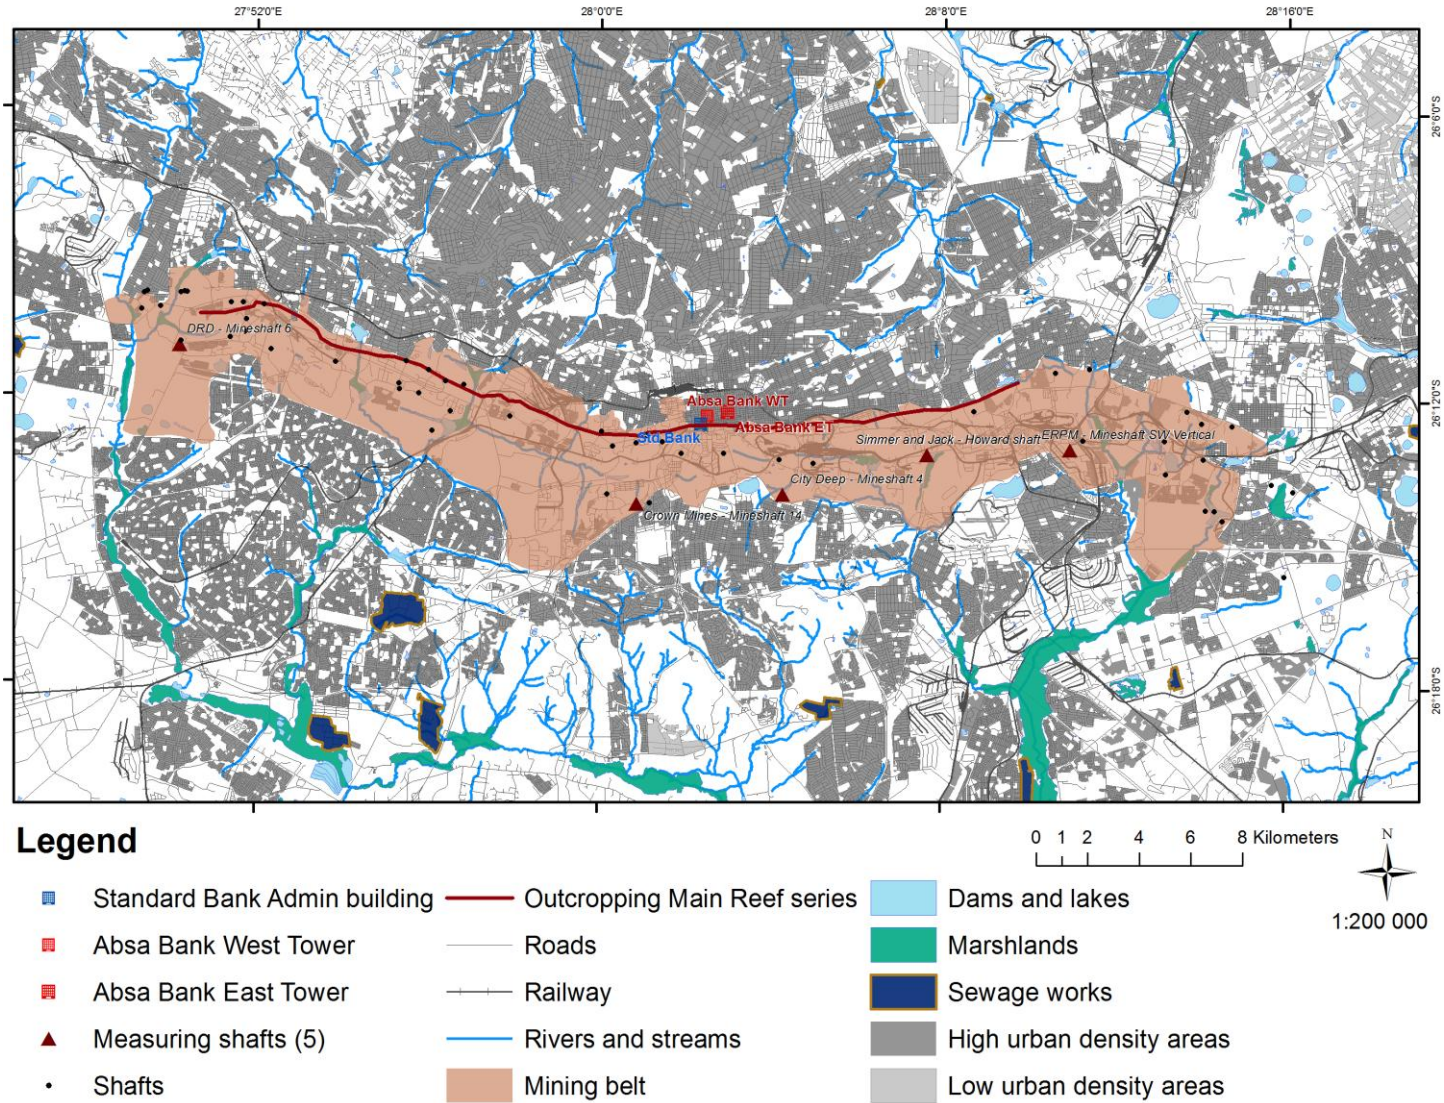 27°52'0"E
28°0'0"E
28°8'0"E
28°16'0"E
26°6'0"S
26°12'0"S
26°18'0"S
DRD - Mineshaft 6
Absa Bank WT
Absa Bank ET
Std Bank
Simmer and Jack - Howard shaft
ERPM - Mineshaft SW Vertical
City Deep - Mineshaft 4
Crown Mines - Mineshaft 14
Legend
0 1 2 4 6 8 Kilometers
N
1:200 000
Standard Bank Admin building
Absa Bank West Tower
Absa Bank East Tower
Measuring shafts (5)
Shafts
Outcropping Main Reef series
Roads
Railway
Rivers and streams
Mining belt
Dams and lakes
Marshlands
Sewage works
High urban density areas
Low urban density areas